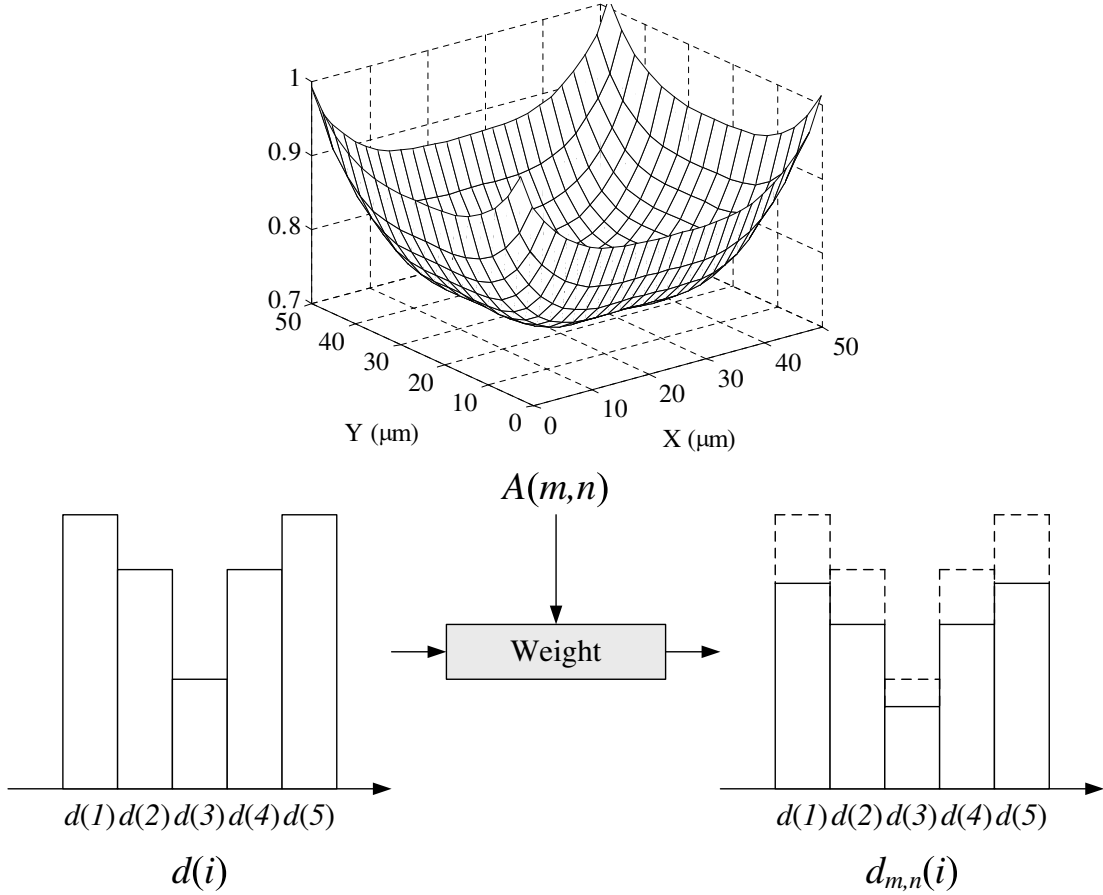 1
0.9
0.8
0.7
50
40
30
20
10
0
0
10
20
30
40
50
Y (μm)
X (μm)
A(m,n)
Weight
d(1) d(2) d(3) d(4) d(5)
d(1) d(2) d(3) d(4) d(5)
d(i)
dm,n(i)